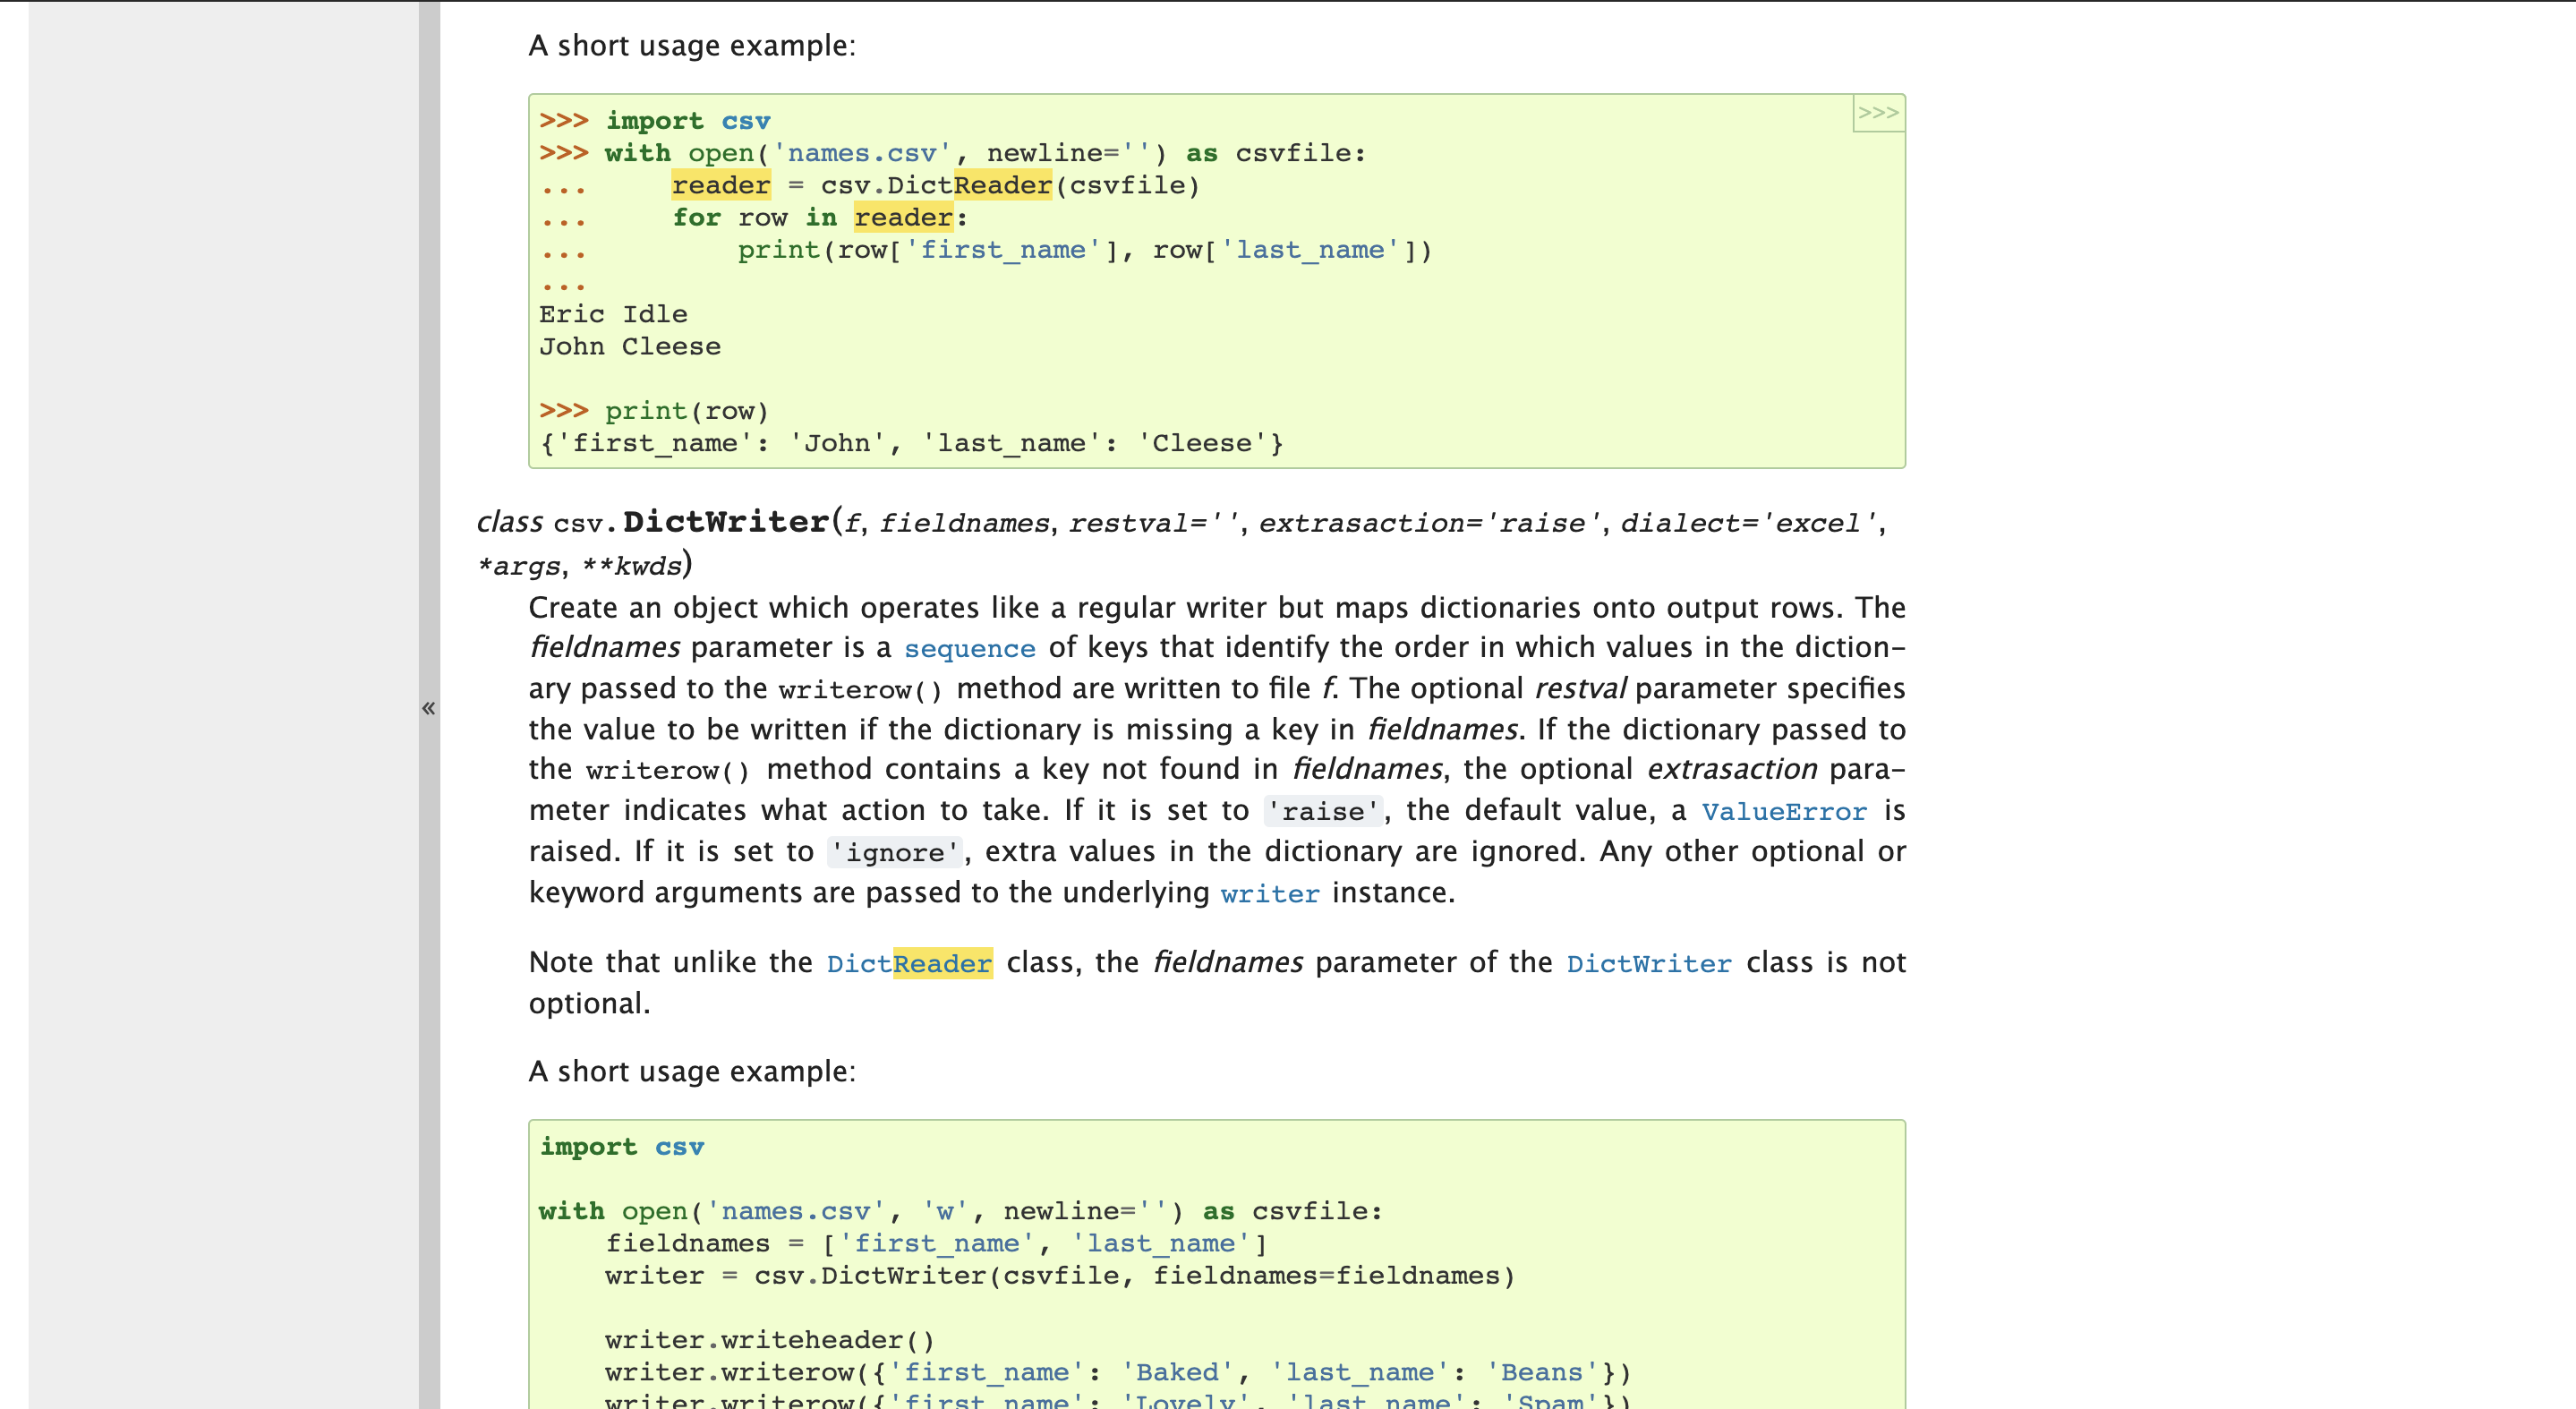 A short usage example:
>>>
>>> import csv
>>> with open('names.csv', newline='') as csvfile:
...     reader = csv.DictReader(csvfile)
...     for row in reader:
...         print(row['first_name'], row['last_name'])
...
Eric Idle
John Cleese
>>> print(row)
{'first_name': 'John', 'last_name': 'Cleese'}
class csv.DictWriter(f, fieldnames, restval='', extrasaction='raise', dialect='excel',
*args, **kwds)
Create an object which operates like a regular writer but maps dictionaries onto output rows. The
fieldnames parameter is a sequence of keys that identify the order in which values in the diction-
ary passed to the writerow() method are written to file f. The optional restval parameter specifies
the value to be written if the dictionary is missing a key in fieldnames. If the dictionary passed to
the writerow() method contains a key not found in fieldnames, the optional extrasaction para-
meter indicates what action to take. If it is set to 'raise', the default value, a ValueError is
raised. If it is set to 'ignore', extra values in the dictionary are ignored. Any other optional or
keyword arguments are passed to the underlying writer instance.
«
Note that unlike the DictReader class, the fieldnames parameter of the DictWriter class is not
optional.
A short usage example:
import csv
with open('names.csv', 'w', newline='') as csvfile:
    fieldnames = ['first_name', 'last_name']
    writer = csv.DictWriter(csvfile, fieldnames=fieldnames)
    writer.writeheader()
    writer.writerow({'first_name': 'Baked', 'last_name': 'Beans'})
    writer.writerow({'first_name': 'Lovely', 'last_name': 'Spam'})